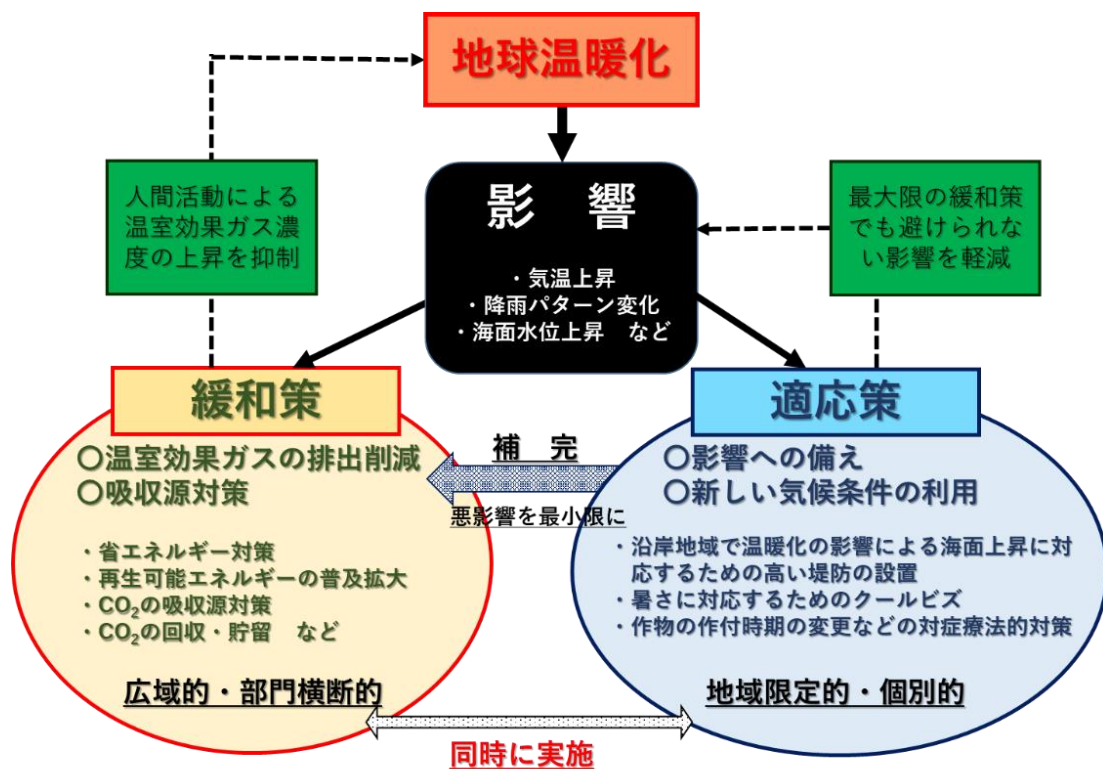 地球温暖化
人間活動による
温室効果ガス濃
度の上昇を抑制
影　響
・気温上昇
・降雨パターン変化
・海面水位上昇　など
最大限の緩和策
でも避けられな
い影響を軽減
緩和策
〇温室効果ガスの排出削減
〇吸収源対策
・省エネルギー対策
・再生可能エネルギーの普及拡大
・CO₂の吸収源対策
・CO₂の回収・貯留　など
広域的・部門横断的
補　完
悪影響を最小限に
適応策
〇影響への備え
〇新しい気候条件の利用
・沿岸地域で温暖化の影響による海面上昇に対
応するための高い堤防の設置
・暑さに対応するためのクールビズ
・作物の作付時期の変更などの対症療法的対策
地域限定的・個別的
同時に実施